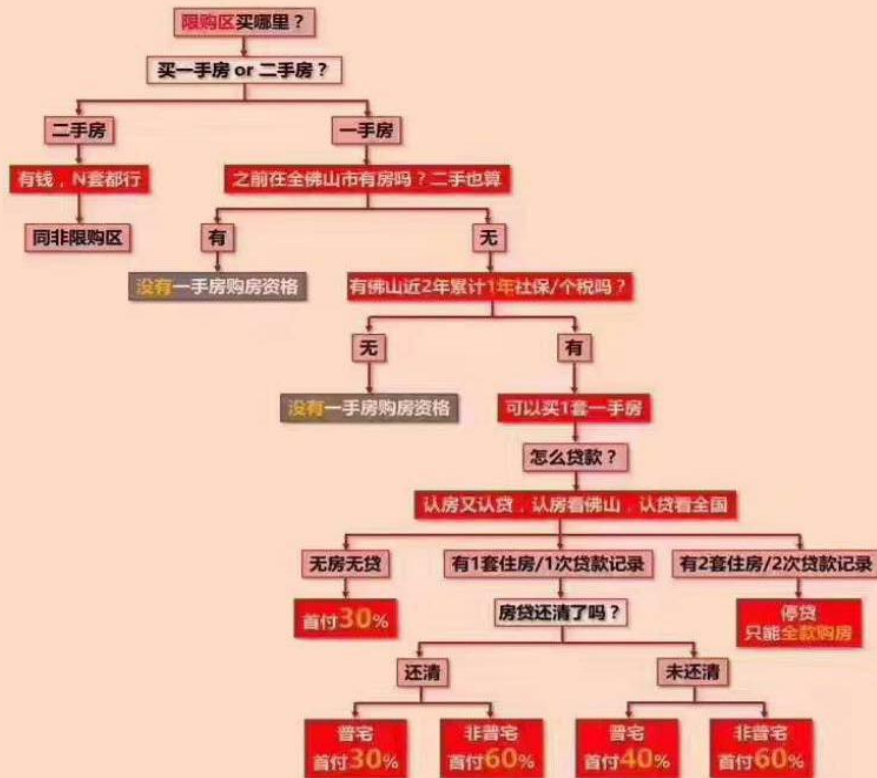 限购区买哪里？
买一手房 or 二手房？
二手房
一手房
有钱，N套都行
之前在全佛山市有房吗？二手也算
同非限购区
有
无
没有一手房购房资格
有佛山近2年累计1年社保/个税吗？
无
有
没有一手房购房资格
可以买1套一手房
怎么贷款？
认房又认贷，认房看佛山，认贷看全国
无房无贷
有1套住房/1次贷款记录
有2套住房/2次贷款记录
首付30%
房贷还清了吗？
停贷
只能全款购房
还清
未还清
普宅
首付30%
非普宅
首付60%
普宅
首付40%
非普宅
首付60%